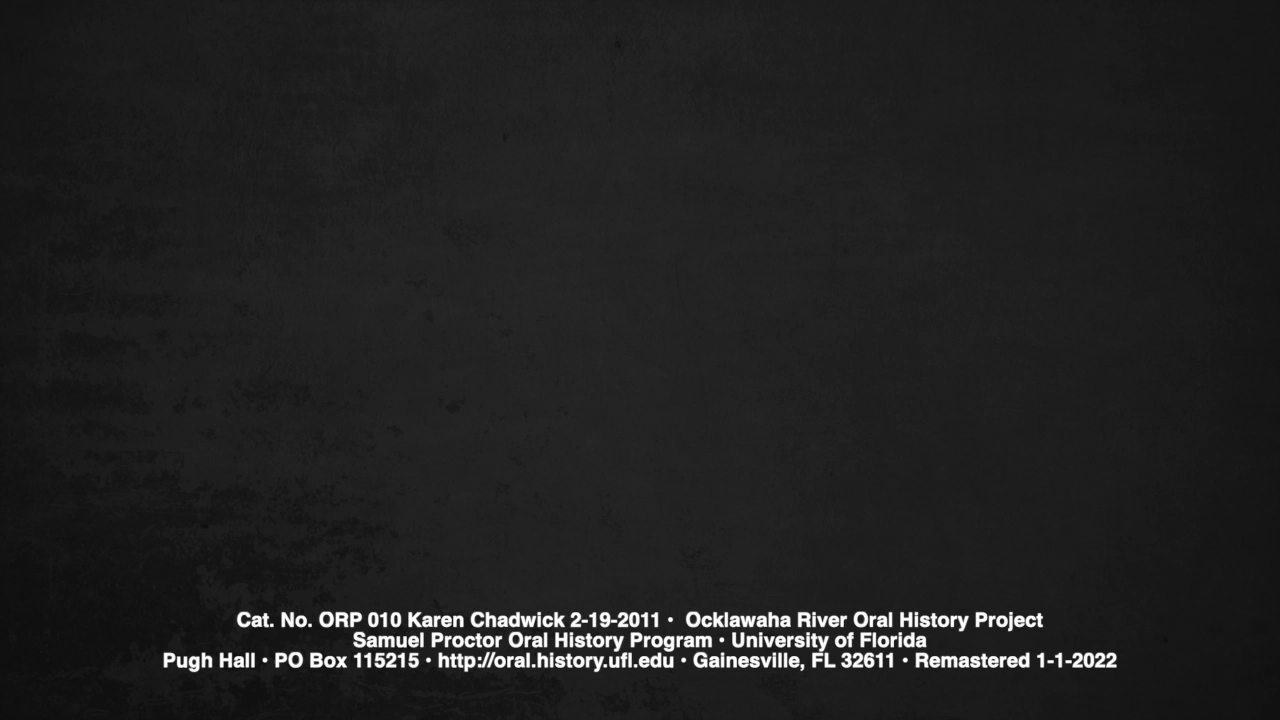 Cat. No. ORP 010 Karen Chadwick 2-19-2011 • Ocklawaha River Oral History Project
Samuel Proctor Oral History Program • University of Florida
Pugh Hall • PO Box 115215 • http://oral.history.ufl.edu • Gainesville, FL 32611 • Remastered 1-1-2022